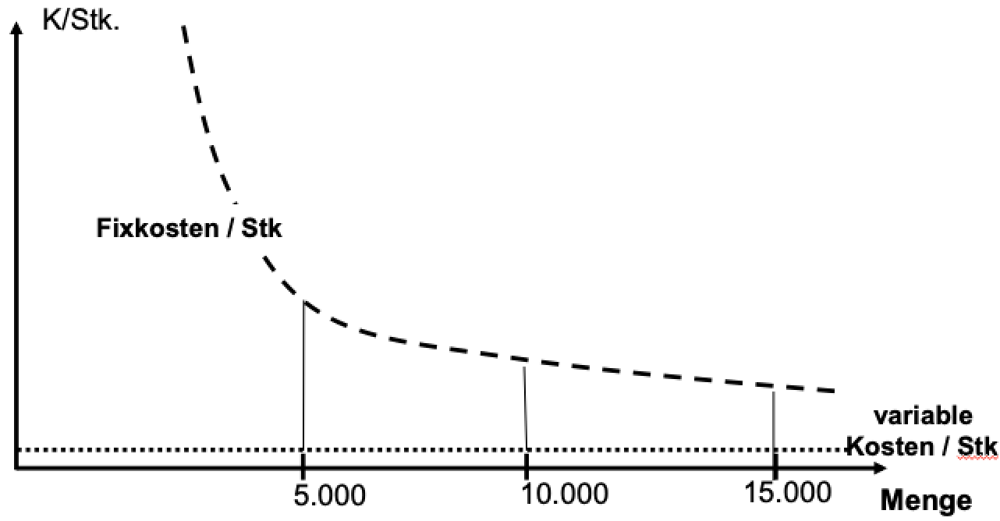 K/Stk.
Fixkosten / Stk
variable
Kosten / Stk
5.000
10.000
15.000
Menge